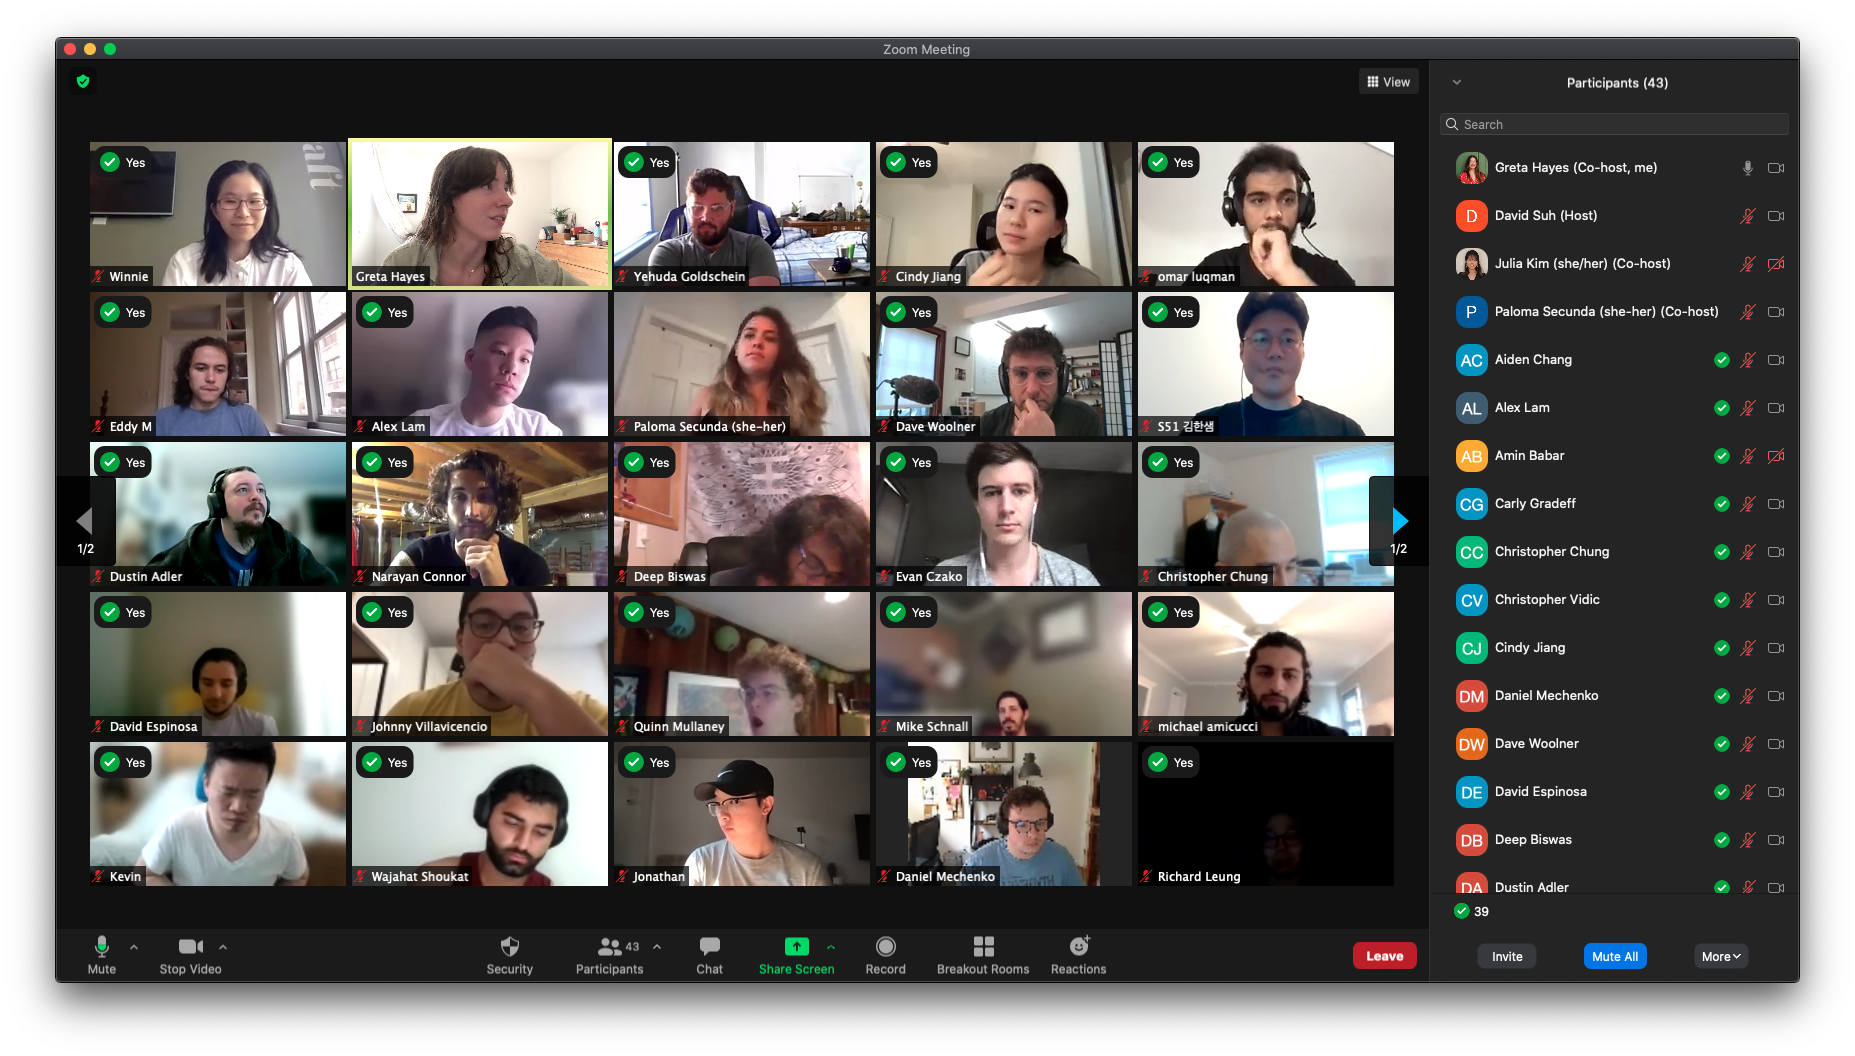 Zoom Meeting
View
Yes
Winnie
Greta Hayes
Yes
Yehuda Goldschein
Yes
Cindy Jiang
Yes
omar luqman
Yes
Eddy M
Yes
Alex Lam
Paloma Secunda (she-her)
Yes
Dave Woolner
Yes
S51 김한샘
Yes
Dustin Adler
Yes
Narayan Connor
Yes
Deep Biswas
Yes
Evan Czako
Yes
Christopher Chung
1/2
1/2
Yes
David Espinosa
Yes
Johnny Villavicencio
Yes
Quinn Mullaney
Yes
Mike Schnall
Yes
michael amicucci
Yes
Kevin
Yes
Wajahat Shoukat
Yes
Jonathan
Yes
Daniel Mechenko
Yes
Richard Leung
Mute
Stop Video
Security
43
Participants
Chat
Share Screen
Record
Breakout Rooms
Reactions
Leave
Participants (43)
Search
Greta Hayes (Co-host, me)
D David Suh (Host)
Julia Kim (she/her) (Co-host)
P Paloma Secunda (she-her) (Co-host)
AC Aiden Chang
AL Alex Lam
AB Amin Babar
CG Carly Gradeff
CC Christopher Chung
CV Christopher Vidic
CJ Cindy Jiang
DM Daniel Mechenko
DW Dave Woolner
DE David Espinosa
DB Deep Biswas
DA Dustin Adler
39
Invite
Mute All
More